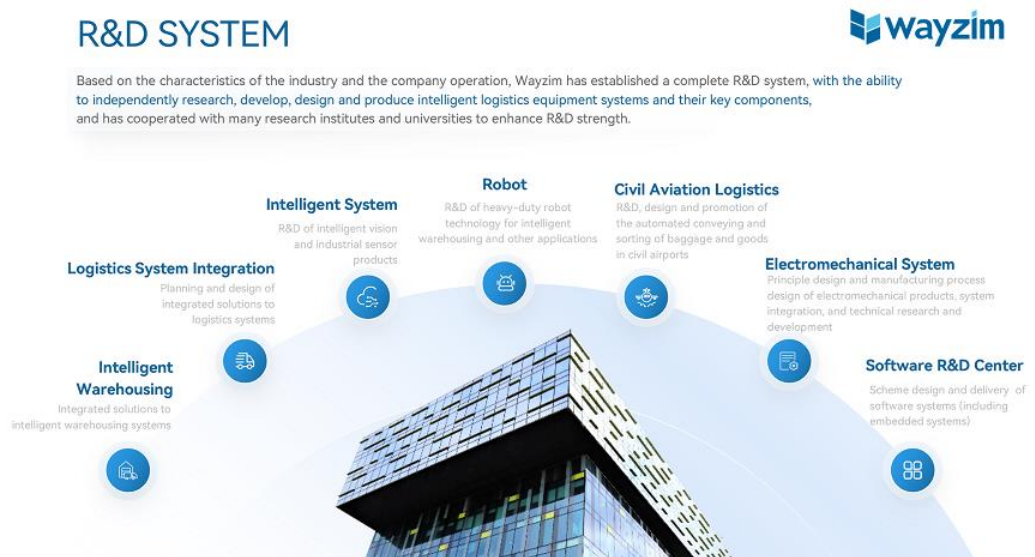 R&D SYSTEM
Wayzim
Based on the characteristics of the industry and the company operation, Wayzim has established a complete R&D system, with the ability
to independently research, develop, design and produce intelligent logistics equipment systems and their key components,
and has cooperated with many research institutes and universities to enhance R&D strength.
Intelligent
Warehousing
Integrated solutions to
intelligent warehousing systems
Logistics System Integration
Planning and design of
integrated solutions to
logistics systems
Intelligent System
R&D of intelligent vision
and industrial sensor
products
Robot
R&D of heavy-duty robot
technology for intelligent
warehousing and other applications
Civil Aviation Logistics
R&D, design and promotion of
the automated conveying and
sorting of baggage and goods
in civil airports
Electromechanical System
Principle design and manufacturing process
design of electromechanical products, system
integration, and technical research and
development
Software R&D Center
Scheme design and delivery of
software systems (including
embedded systems)